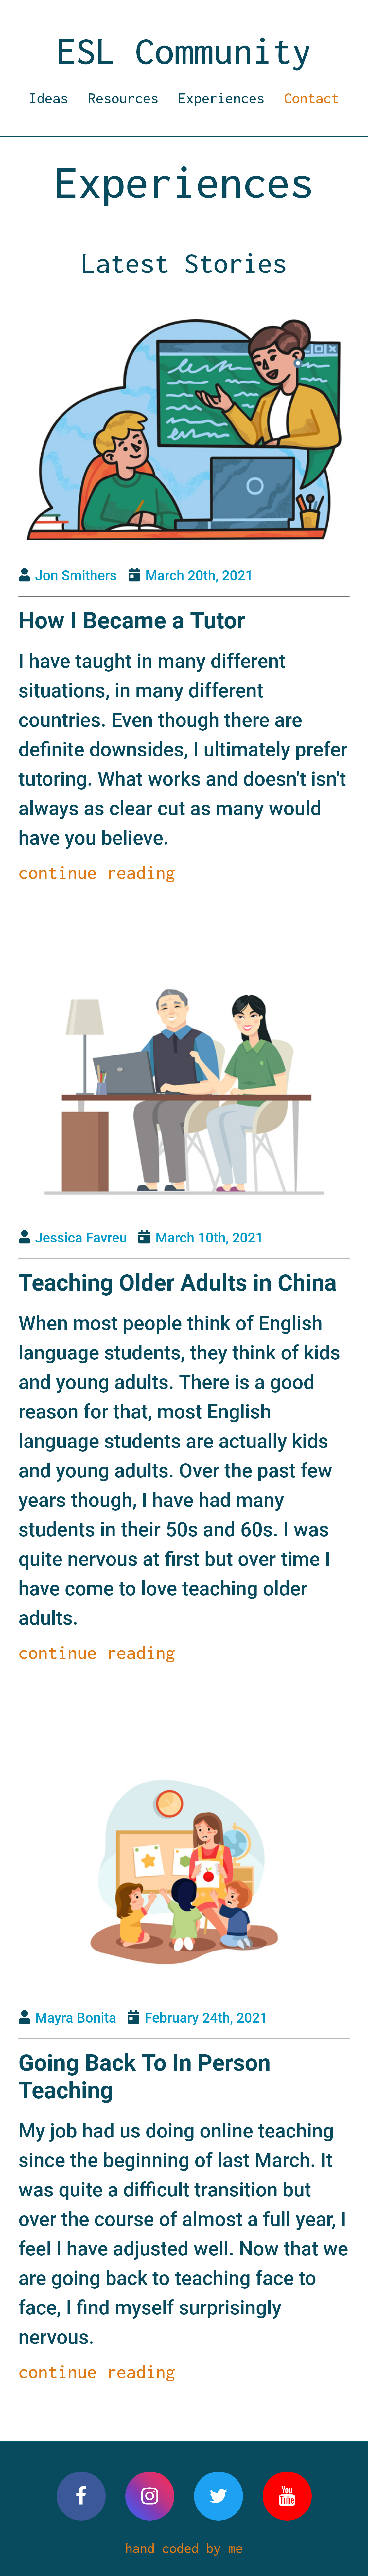 ESL Community
Ideas Resources Experiences Contact
Experiences
Latest Stories
Jon Smithers March 20th, 2021
How I Became a Tutor
I have taught in many different
situations, in many different
countries. Even though there are
definite downsides, I ultimately prefer
tutoring. What works and doesn't isn't
always as clear cut as many would
have you believe.
continue reading
Jessica Favreu March 10th, 2021
Teaching Older Adults in China
When most people think of English
language students, they think of kids
and young adults. There is a good
reason for that, most English
language students are actually kids
and young adults. Over the past few
years though, I have had many
students in their 50s and 60s. I was
quite nervous at first but over time I
have come to love teaching older
adults.
continue reading
Mayra Bonita February 24th, 2021
Going Back To In Person
Teaching
My job had us doing online teaching
since the beginning of last March. It
was quite a difficult transition but
over the course of almost a full year, I
feel I have adjusted well. Now that we
are going back to teaching face to
face, I find myself surprisingly
nervous.
continue reading
You
Tube
hand coded by me